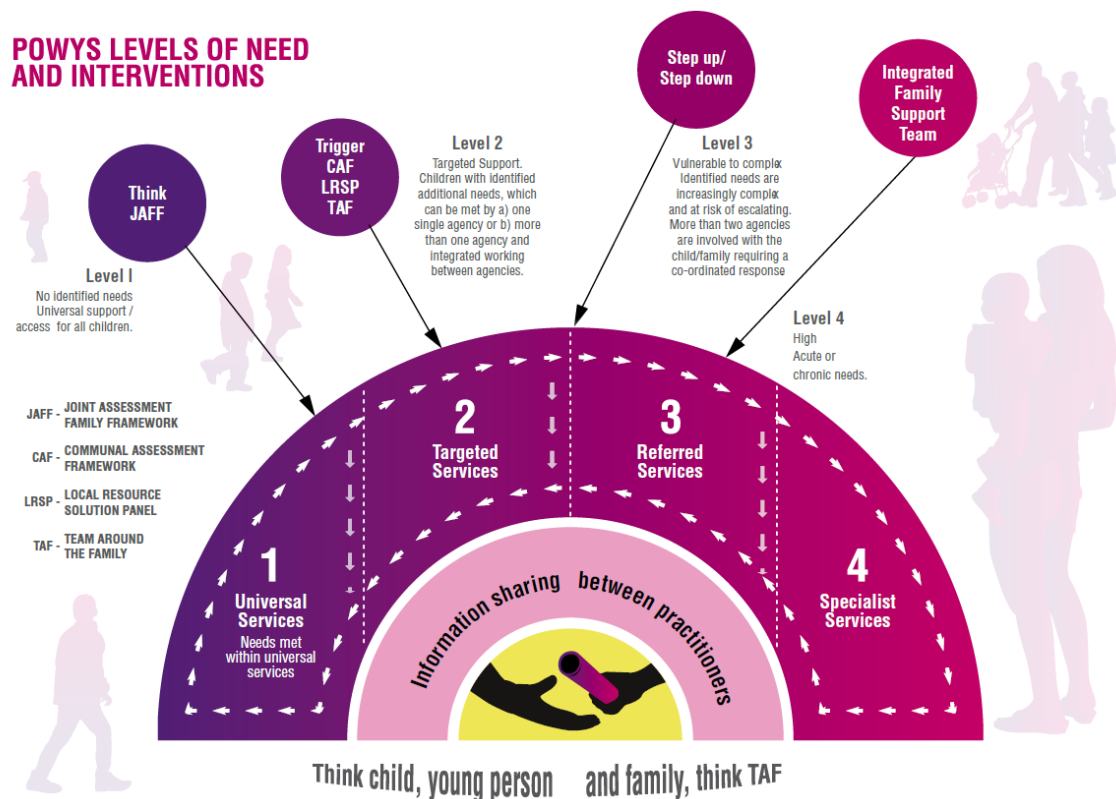 POWYS LEVELS OF NEED
AND INTERVENTIONS
Think
JAFF
Level I
No identified needs
Universal support /
access for all children.
Trigger
CAF
LRSP
TAF
Level 2
Targeted Support.
Children with identified
additional needs, which
can be met by a) one
single agency or b) more
than one agency and
integrated working
between agencies.
Step up/
Step down
Level 3
Vulnerable to complex
Identified needs are
increasingly complex
and at risk of escalating.
More than two agencies
are involved with the
child/family requiring a
co-ordinated response
Integrated
Family
Support
Team
Level 4
High
Acute or
chronic needs.
JAFF - JOINT ASSESSMENT
FAMILY FRAMEWORK
CAF - COMMUNAL ASSESSMENT
FRAMEWORK
LRSP - LOCAL RESOURCE
SOLUTION PANEL
TAF - TEAM AROUND
THE FAMILY
1
Universal
Services
Needs met
within universal
services
2
Targeted
Services
3
Referred
Services
4
Specialist
Services
Information sharing between practitioners
Think child, young person and family, think TAF